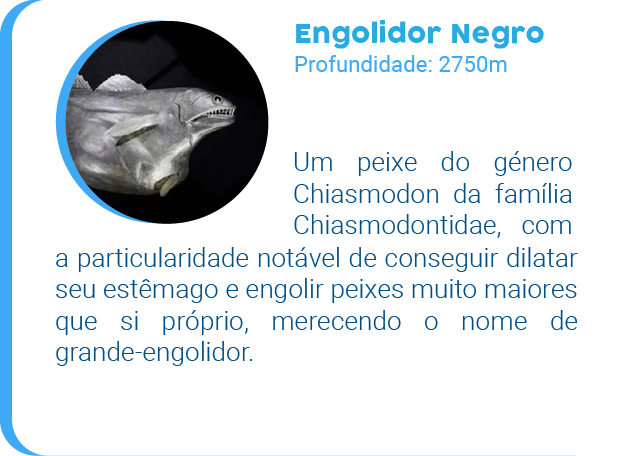 Engolidor Negro
Profundidade: 2750m
Um peixe do género
Chiasmodon da família
Chiasmodontidae, com
a particularidade notável de conseguir dilatar
seu estêmago e engolir peixes muito maiores
que si próprio, merecendo o nome de
grande-engolidor.